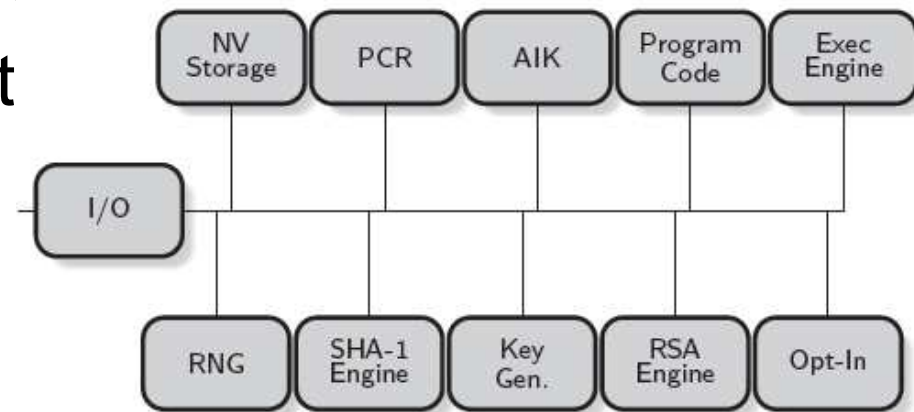 NV
Storage
PCR
AIK
Program
Code
Exec
Engine
t
I/O
RNG
SHA-1
Engine
Key
Gen.
RSA
Engine
Opt-In